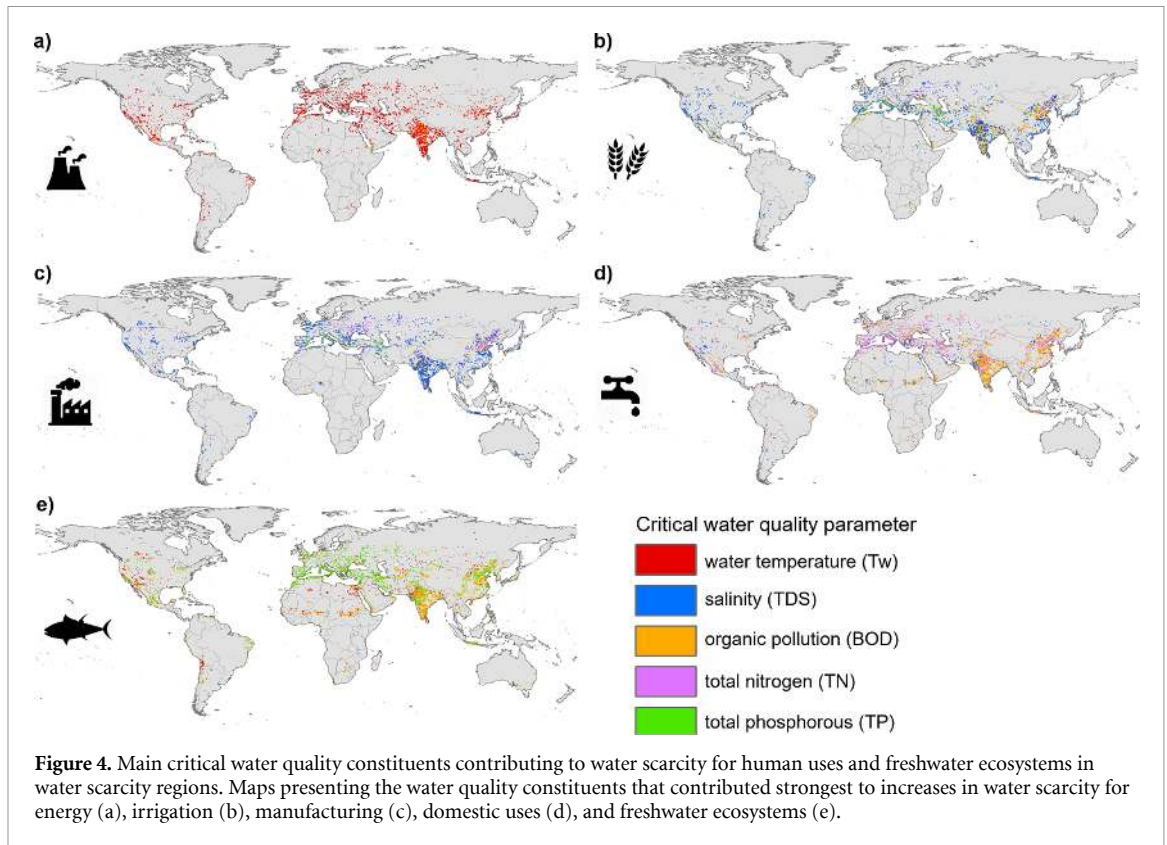 a)
b)
c)
d)
e)
Critical water quality parameter
water temperature (Tw)
salinity (TDS)
organic pollution (BOD)
total nitrogen (TN)
total phosphorous (TP)
Figure 4. Main critical water quality constituents contributing to water scarcity for human uses and freshwater ecosystems in
water scarcity regions. Maps presenting the water quality constituents that contributed strongest to increases in water scarcity for
energy (a), irrigation (b), manufacturing (c), domestic uses (d), and freshwater ecosystems (e).